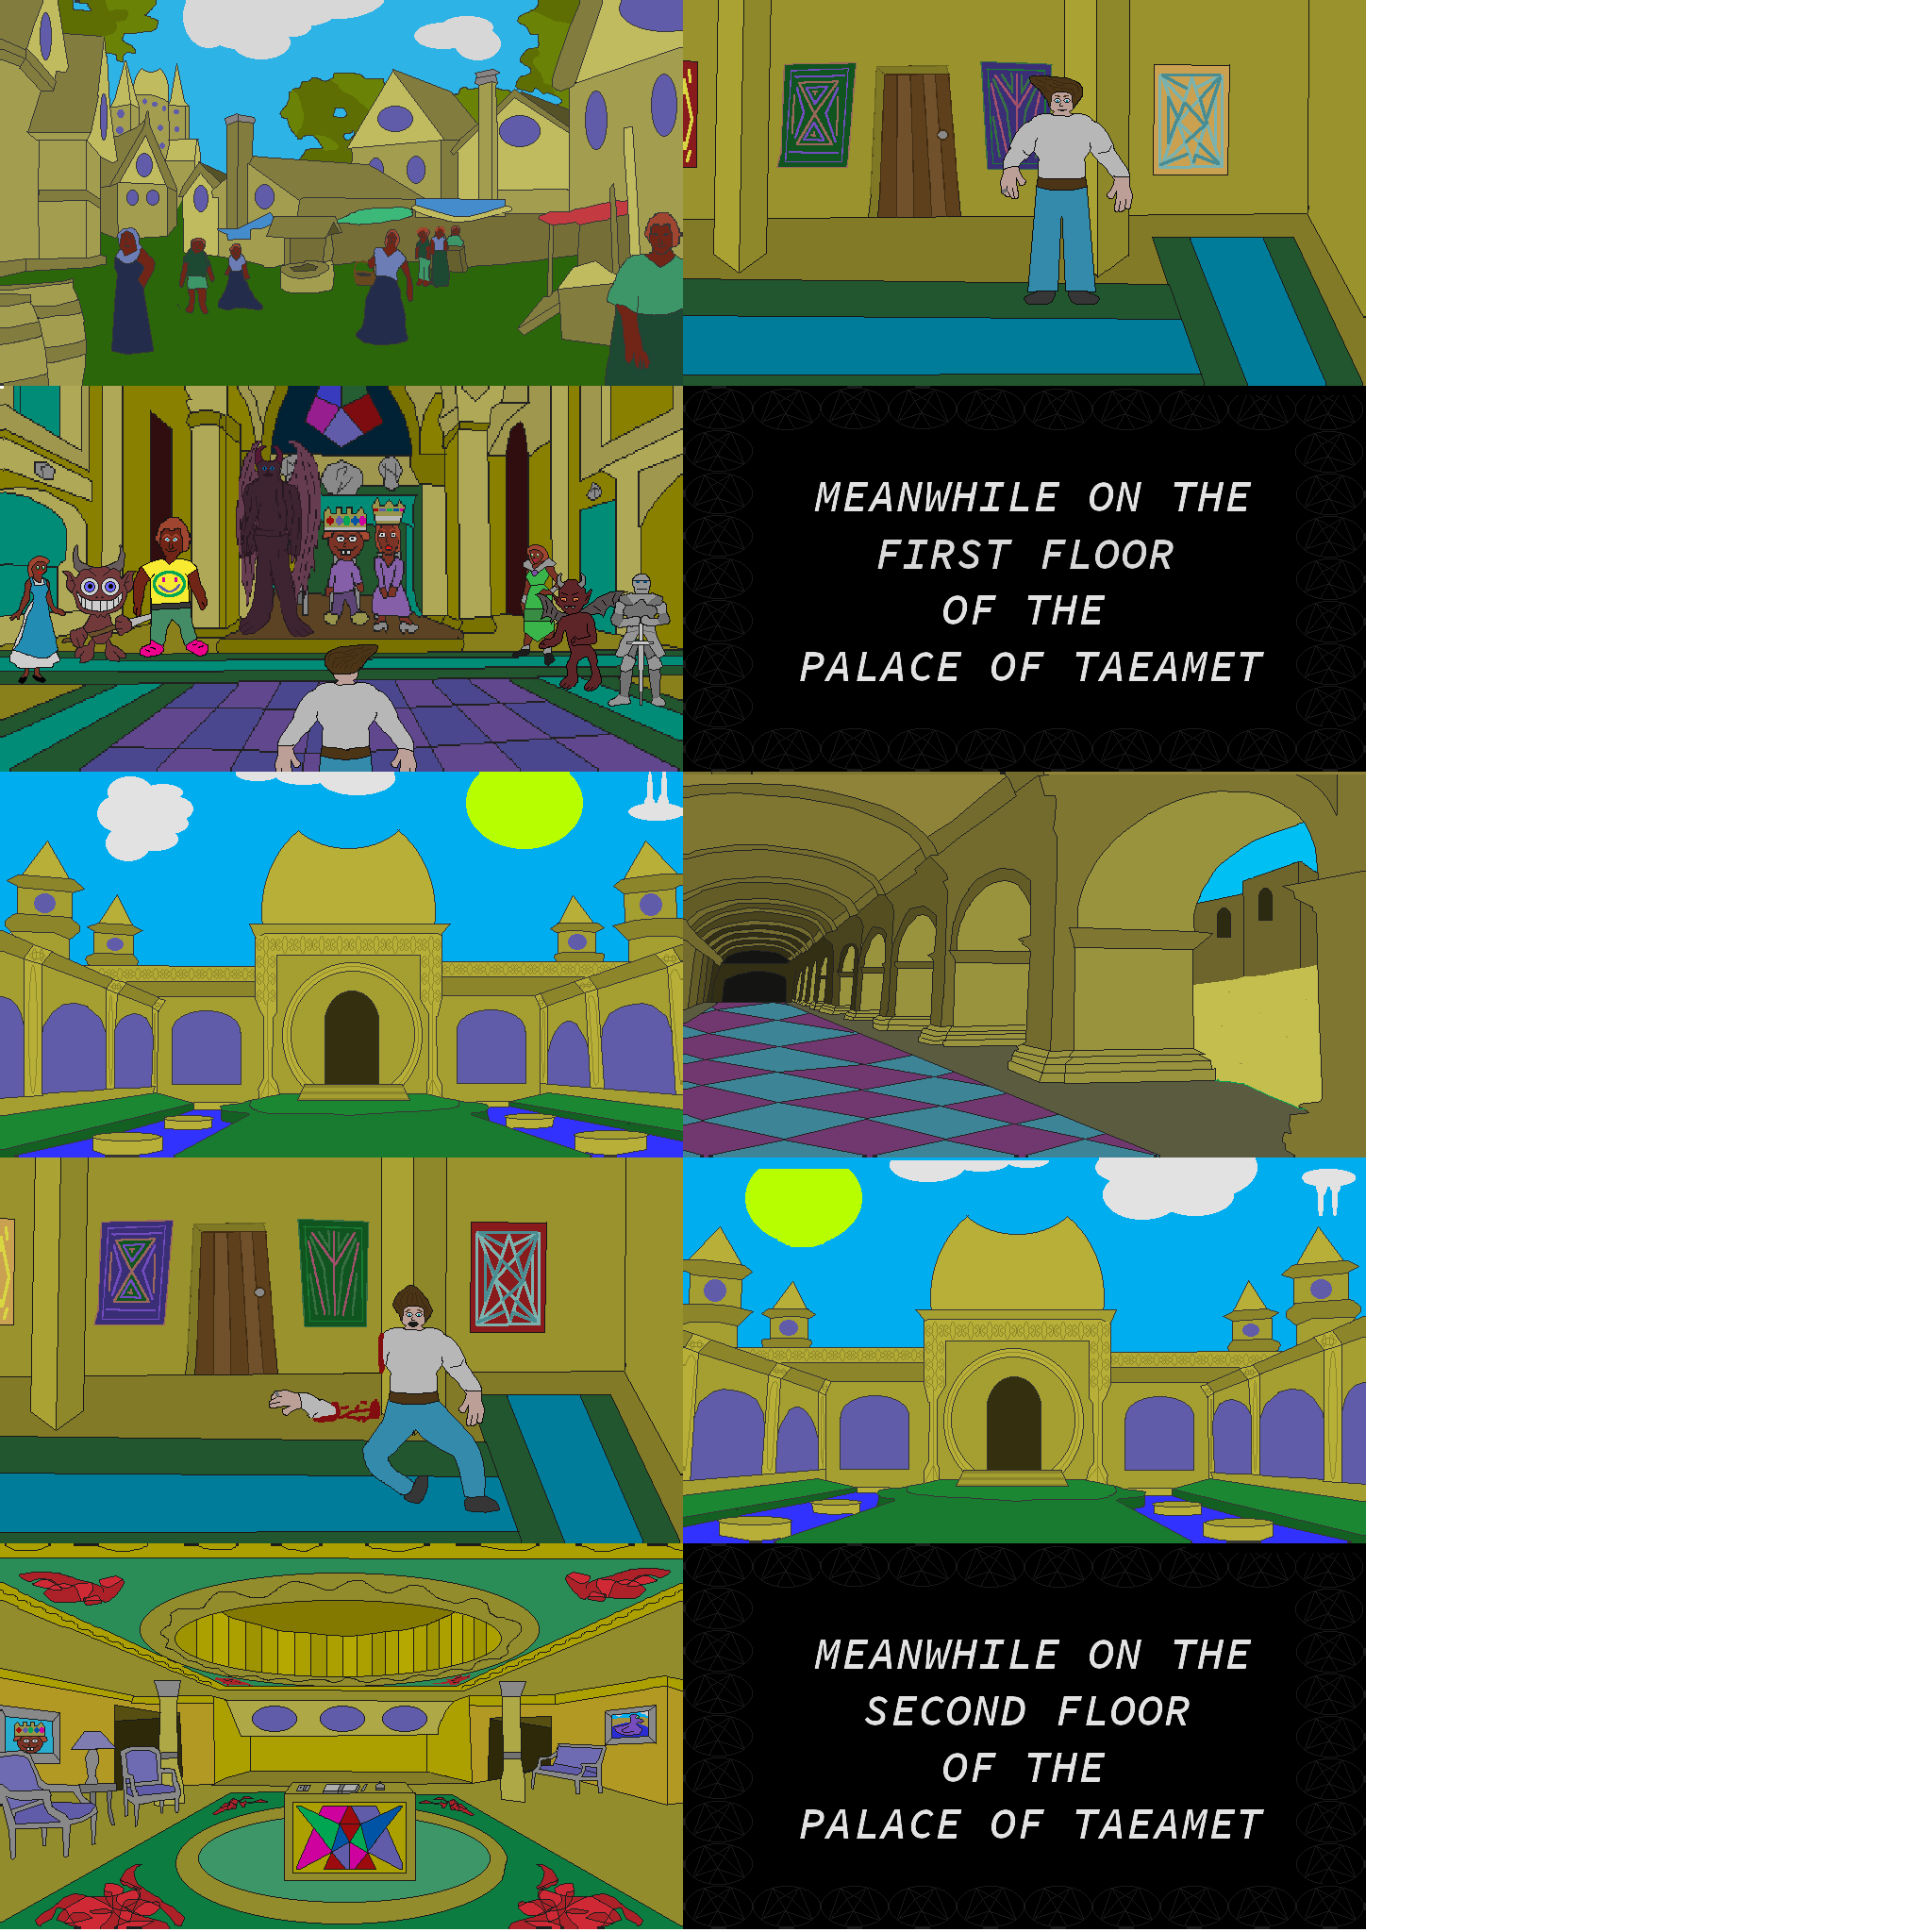 MEANWHILE ON THE
FIRST FLOOR
OF THE
PALACE OF TAEAMET
MEANWHILE ON THE
SECOND FLOOR
OF THE
PALACE OF TAEAMET